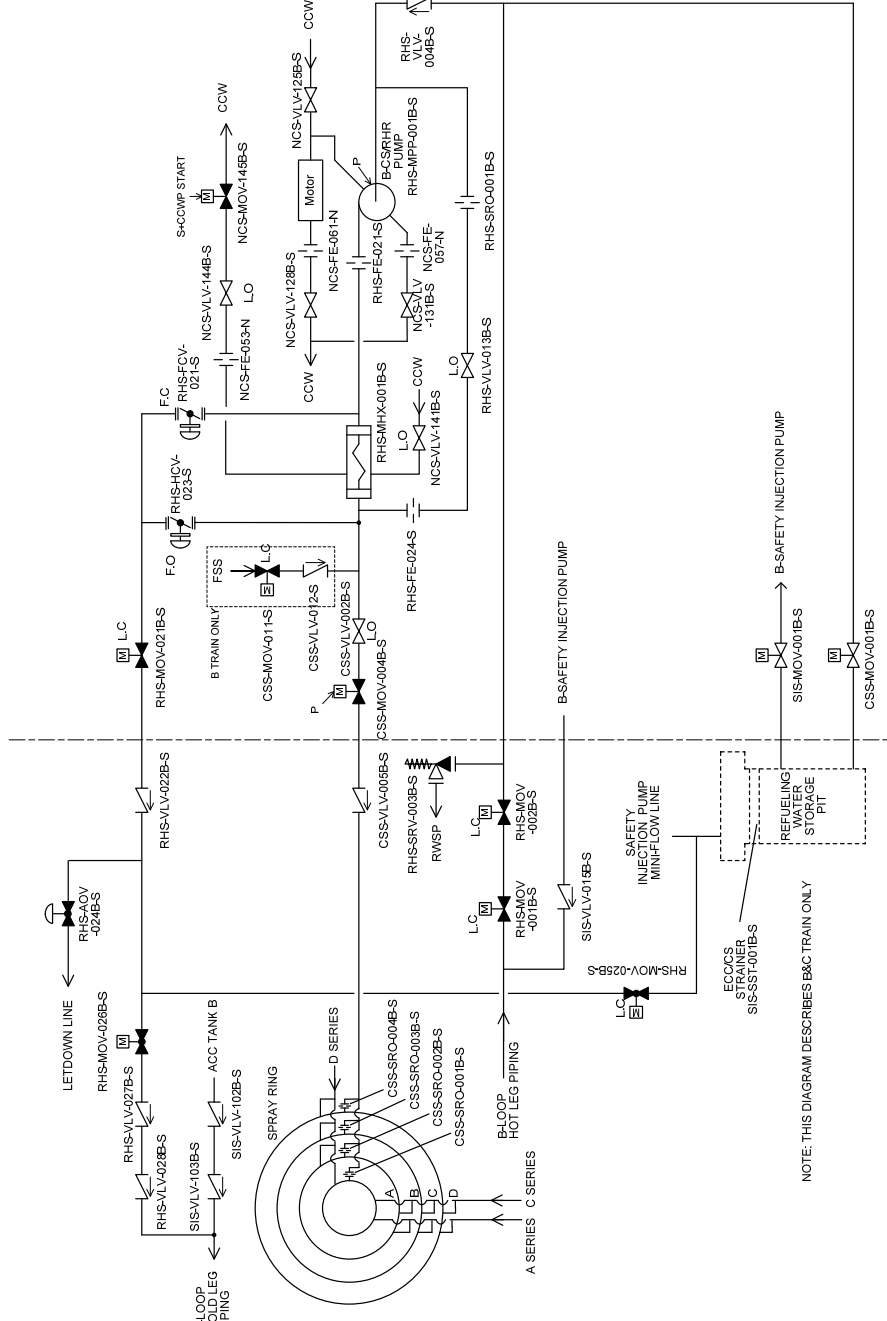 CCW
CCW
RHS-
VLV-
004B-S
NCS-VLV-125B-S
S+CCWP START
M
NCS-MOV-145B-S
P
B-CS/RHR
PUMP
RHS-MPP-001B-S
Motor
NCS-FE-061-N
RHS-FE-021-S
NCS-FE-
057-N
RHS-SRO-001B-S
NCS-VLV-144B-S
L.O
NCS-VLV-128B-S
NCS-VLV
-131B-S
CCW
NCS-FE-053-N
F.C
RHS-FCV-
021-S
L.O
RHS-VLV-013B-S
RHS-MHX-001B-S
CCW
L.O
NCS-VLV-141B-S
RHS-HCV-
023-S
F.O
RHS-FE-024-S
FSS
L.C
M
B TRAIN ONLY
CSS-MOV-011-S
CSS-VLV-012-S
CSS-VLV-002B-S
L.O
L.C
M
RHS-MOV-021B-S
P
M
CSS-MOV-004B-S
B-SAFETY INJECTION PUMP
B-SAFETY INJECTION PUMP
M
SIS-MOV-001B-S
M
CSS-MOV-001B-S
RHS-VLV-022B-S
CSS-VLV-005B-S
RHS-SRV-003B-S
RWSP
L.C
M
RHS-MOV
-002B-S
L.C
M
RHS-MOV
-001B-S
SIS-VLV-015B-S
SAFETY
INJECTION PUMP
MINI-FLOW LINE
REFUELING
WATER
STORAGE
PIT
ECC/CS
STRAINER
SIS-SST-001B-S
RHS-AOV
-024B-S
LETDOWN LINE
RHS-MOV-025B-S
L.C
M
M
RHS-MOV-026B-S
ACC TANK B
RHS-VLV-027B-S
SIS-VLV-102B-S
RHS-VLV-028B-S
SIS-VLV-103B-S
-LOOP
OLD LEG
PING
SPRAY RING
D SERIES
CSS-SRO-004B-S
CSS-SRO-003B-S
CSS-SRO-002B-S
CSS-SRO-001B-S
A
B
C
D
B-LOOP
HOT LEG PIPING
A SERIES
C SERIES
NOTE: THIS DIAGRAM DESCRIBES B&C TRAIN ONLY